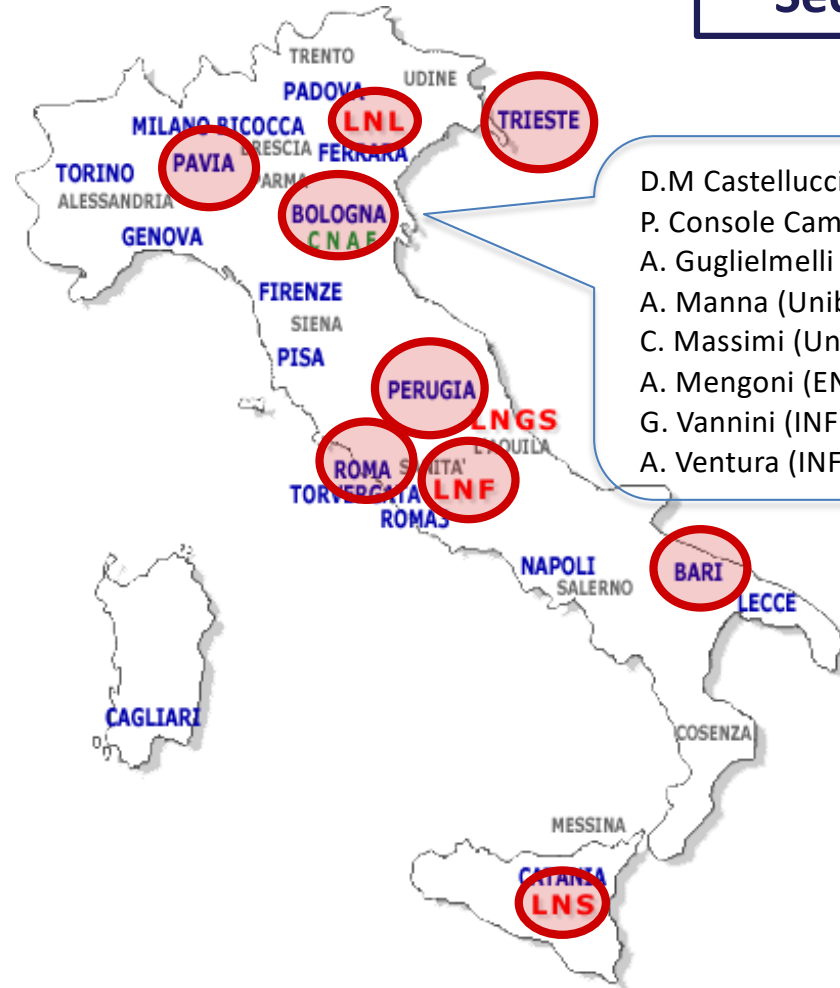 TRENTO
UDINE
PADOVA
LNL
TRIESTE
MILANO BICOCCA
BRESCIA
FERRARA
PAVIA
TORINO
PARMA
ALESSANDRIA
BOLOGNA
CNAF
GENOVA
D.M Castellucci
P. Console Cam
A. Guglielmelli
A. Manna (Unib
C. Massimi (Un
A. Mengoni (EN
G. Vannini (INF
A. Ventura (INF
FIRENZE
SIENA
PISA
PERUGIA
LNGS
L'AQUILA
ROMA
SANITA'
LNF
TORVERGATA
ROMA3
NAPOLI
SALERNO
BARI
LECCE
CAGLIARI
COSENZA
MESSINA
CATANIA
LNS